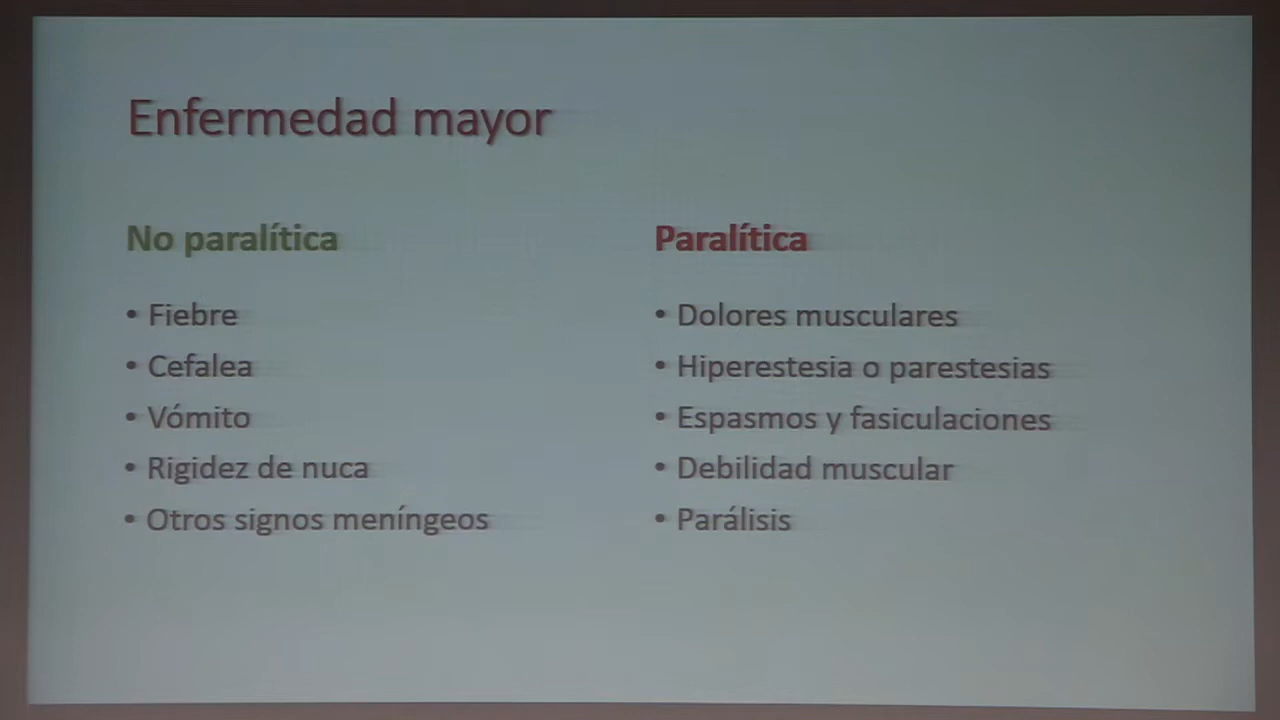 Enfermedad mayor
No paralítica
• Fiebre
• Cefalea
• Vómito
• Rigidez de nuca
• Otros signos meníngeos
Paralítica
• Dolores musculares
• Hiperestesia o parestesias
• Espasmos y fasiculaciones
• Debilidad muscular
• Parálisis